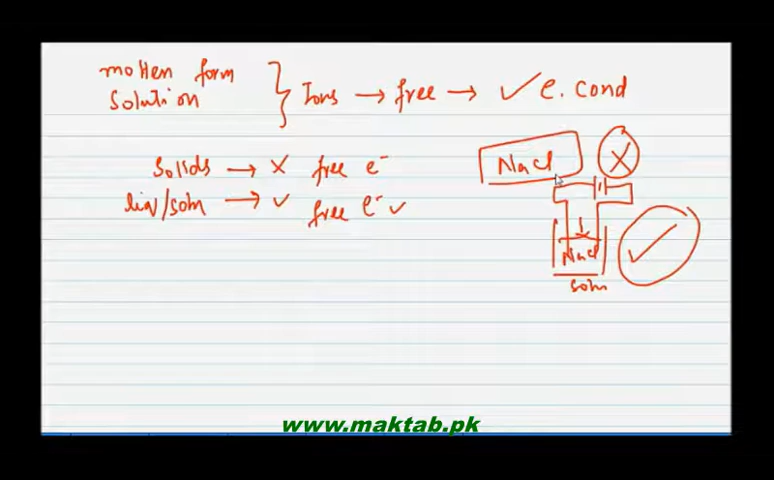 molten form
solution
Ions → free → ✓ e. cond
solids → X free e⁻
liq/soln → ✓ free e⁻ ✓
NaCl X
NaCl ✓
soln
www.maktab.pk